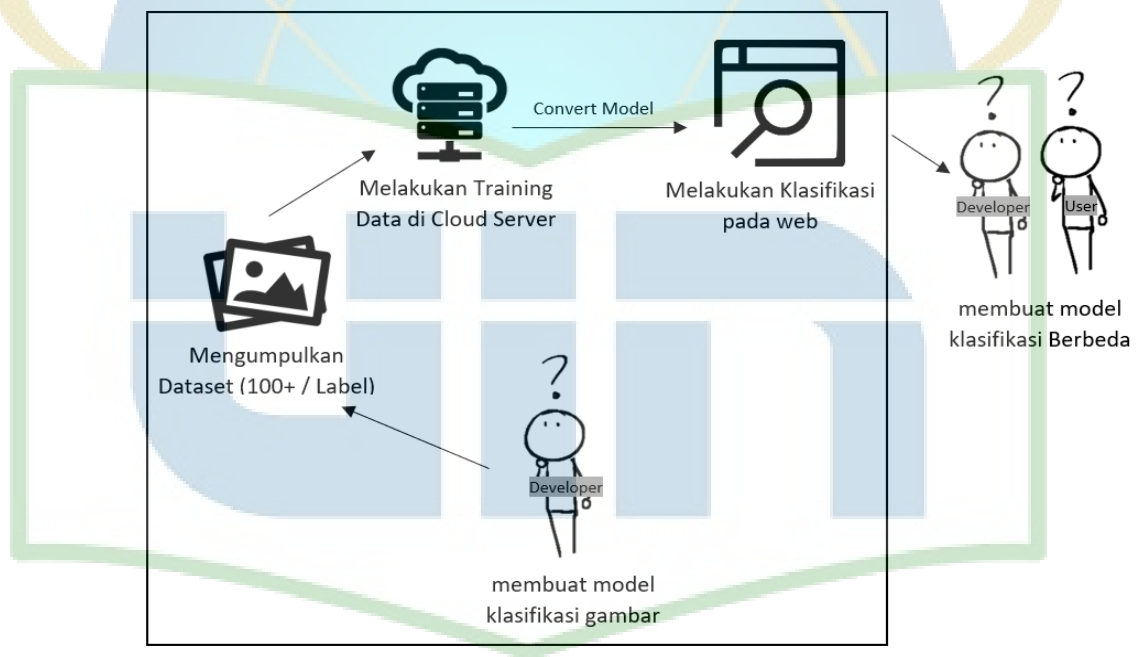 Convert Model
Melakukan Training
Data di Cloud Server
Melakukan Klasifikasi
pada web
?
?
Developer
User
membuat model
klasifikasi Berbeda
Mengumpulkan
Dataset (100+ / Label)
?
Developer
membuat model
klasifikasi gambar
uin